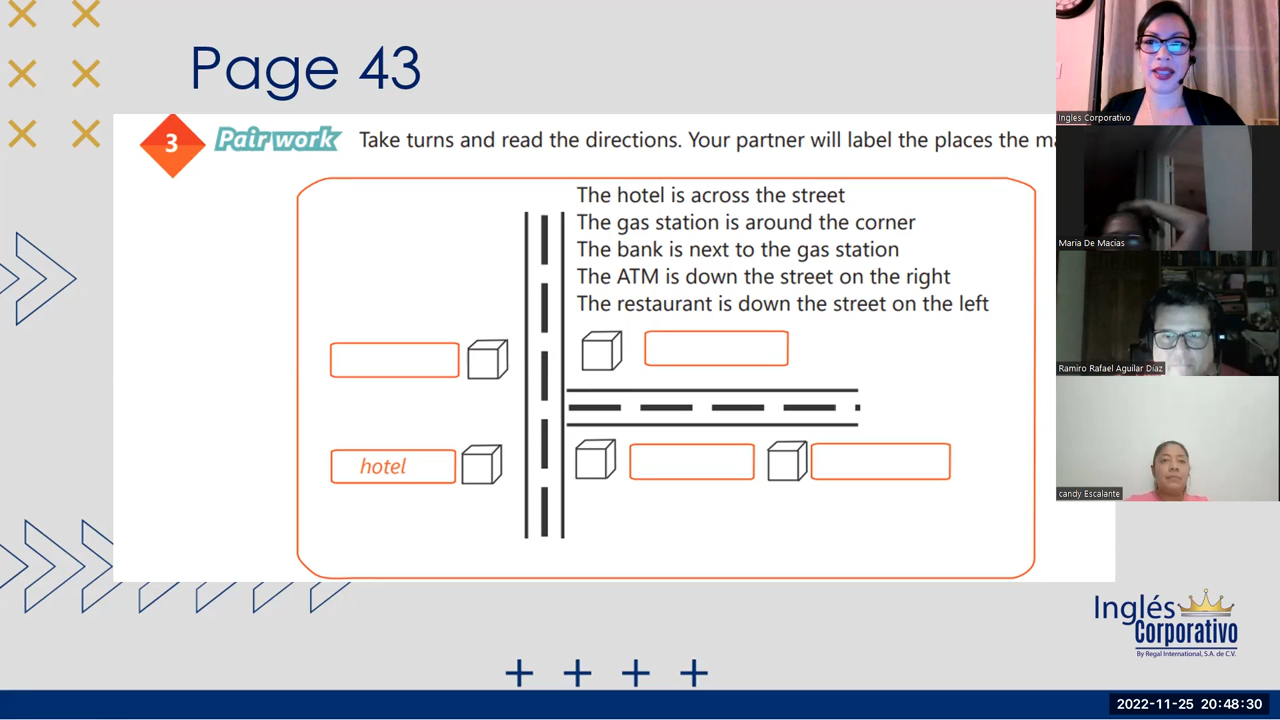 Page 43
3 Pair work Take turns and read the directions. Your partner will label the places the
The hotel is across the street
The gas station is around the corner
The bank is next to the gas station
The ATM is down the street on the right
The restaurant is down the street on the left
hotel
Inglés Corporativo
Maria De Macias
Ramiro Rafael Aguilar Diaz
candy Escalante
Inglés
Corporativo
By Regal International, S.A. de C.V.
2022-11-25 20:48:30